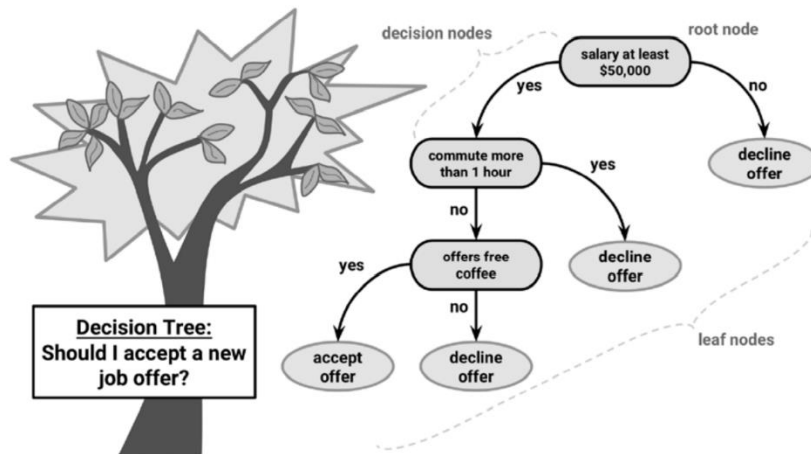 decision nodes
root node
salary at least
$50,000
yes
no
commute more
than 1 hour
yes
decline
offer
no
offers free
coffee
yes
decline
offer
no
Decision Tree:
Should I accept a new
job offer?
accept
offer
decline
offer
leaf nodes